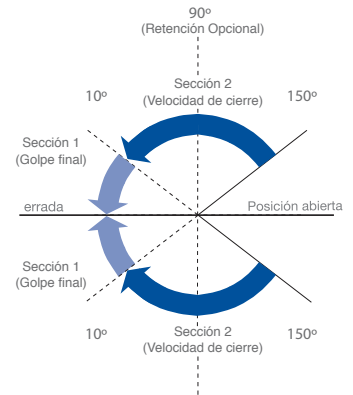 90º
(Retención Opcional)
10º
Sección 2
(Velocidad de cierre)
150º
Sección 1
(Golpe final)
errada
Posición abierta
Sección 1
(Golpe final)
10º
Sección 2
(Velocidad de cierre)
150º